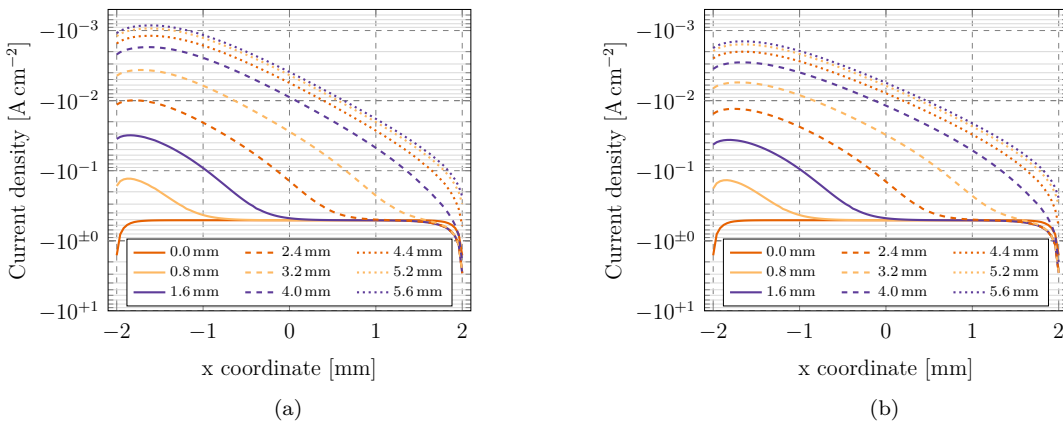 −10⁻³
−10⁻²
−10⁻¹
−10^{±0}
−10⁺¹
Current density [A cm⁻²]
0.0 mm 2.4 mm 4.4 mm
0.8 mm 3.2 mm 5.2 mm
1.6 mm 4.0 mm 5.6 mm
−2 −1 0 1 2
x coordinate [mm]
(a)
−10⁻³
−10⁻²
−10⁻¹
−10^{±0}
−10⁺¹
Current density [A cm⁻²]
0.0 mm 2.4 mm 4.4 mm
0.8 mm 3.2 mm 5.2 mm
1.6 mm 4.0 mm 5.6 mm
−2 −1 0 1 2
x coordinate [mm]
(b)